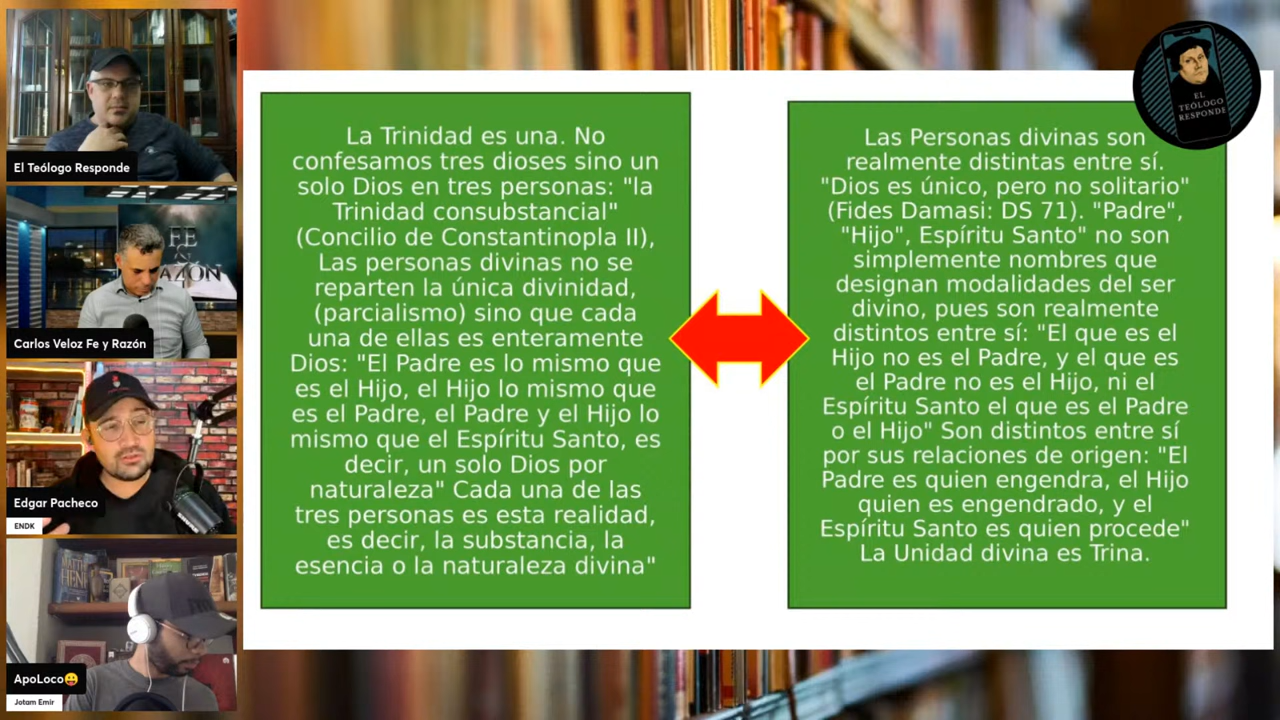 El Teólogo Responde
FE
&
RAZÓN
Carlos Veloz Fe y Razón
Edgar Pacheco
ENDK
MATTHEW
HENRY
ApoLoco😛
Jotam Emir
La Trinidad es una. No
confesamos tres dioses sino un
solo Dios en tres personas: "la
Trinidad consubstancial"
(Concilio de Constantinopla II),
Las personas divinas no se
reparten la única divinidad,
(parcialismo) sino que cada
una de ellas es enteramente
Dios: "El Padre es lo mismo que
es el Hijo, el Hijo lo mismo que
es el Padre, el Padre y el Hijo lo
mismo que el Espíritu Santo, es
decir, un solo Dios por
naturaleza" Cada una de las
tres personas es esta realidad,
es decir, la substancia, la
esencia o la naturaleza divina"
Las Personas divinas son
realmente distintas entre sí.
"Dios es único, pero no solitario"
(Fides Damasi: DS 71). "Padre",
"Hijo", Espíritu Santo" no son
simplemente nombres que
designan modalidades del ser
divino, pues son realmente
distintos entre sí: "El que es el
Hijo no es el Padre, y el que es
el Padre no es el Hijo, ni el
Espíritu Santo el que es el Padre
o el Hijo" Son distintos entre sí
por sus relaciones de origen: "El
Padre es quien engendra, el Hijo
quien es engendrado, y el
Espíritu Santo es quien procede"
La Unidad divina es Trina.
EL
TEÓLOGO
RESPONDE